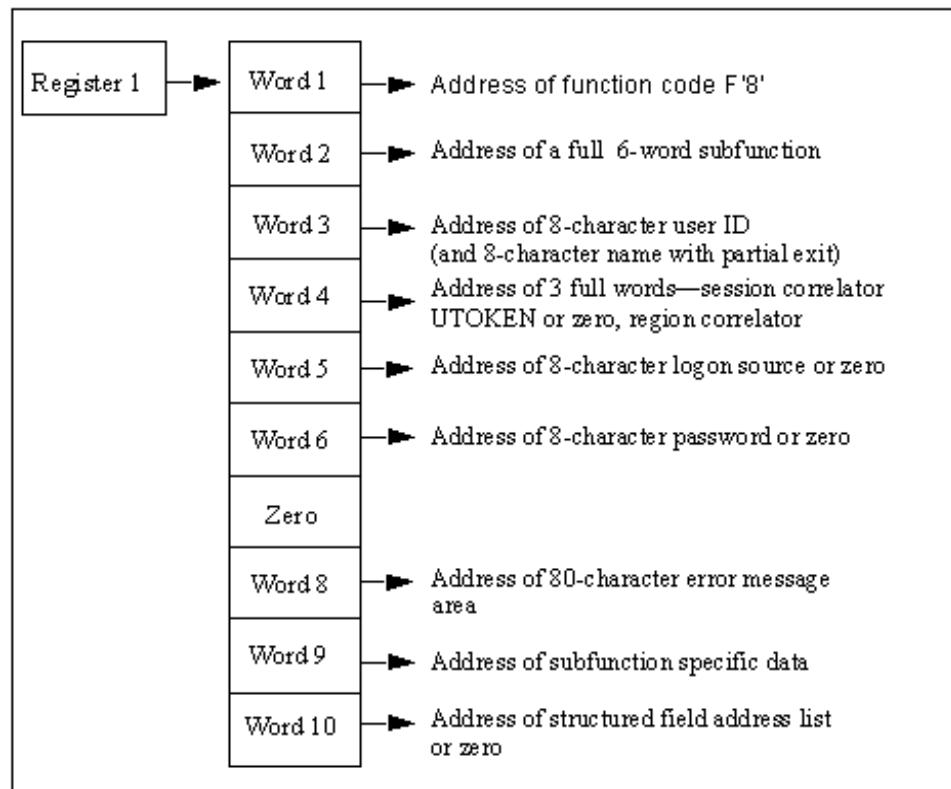 Register 1
Word 1
Address of function code F'8'
Word 2
Address of a full 6-word subfunction
Word 3
Address of 8-character user ID
(and 8-character name with partial exit)
Word 4
Address of 3 full words—session correlator
UTOKEN or zero, region correlator
Word 5
Address of 8-character logon source or zero
Word 6
Address of 8-character password or zero
Zero
Word 8
Address of 80-character error message
area
Word 9
Address of subfunction specific data
Word 10
Address of structured field address list
or zero